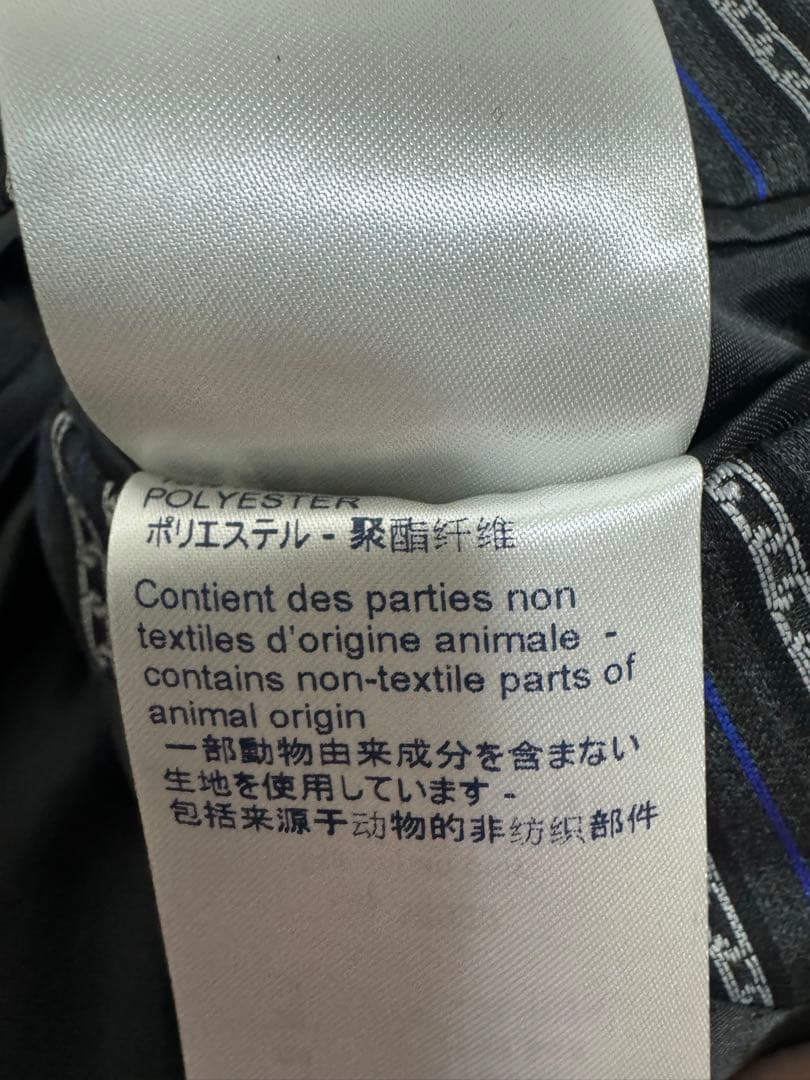 POLYESTER
ポリエステル - 聚酯纤维
Contient des parties non
textiles d'origine animale -
contains non-textile parts of
animal origin
一部動物由来成分を含まない
生地を使用しています -
包括来源于动物的非纺织部件